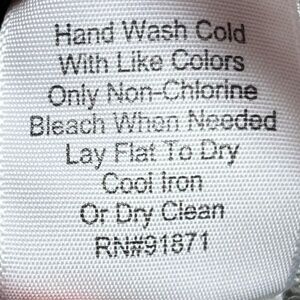 Hand Wash Cold
With Like Colors
Only Non-Chlorine
Bleach When Needed
Lay Flat To Dry
Cool Iron
Or Dry Clean
RN#91871